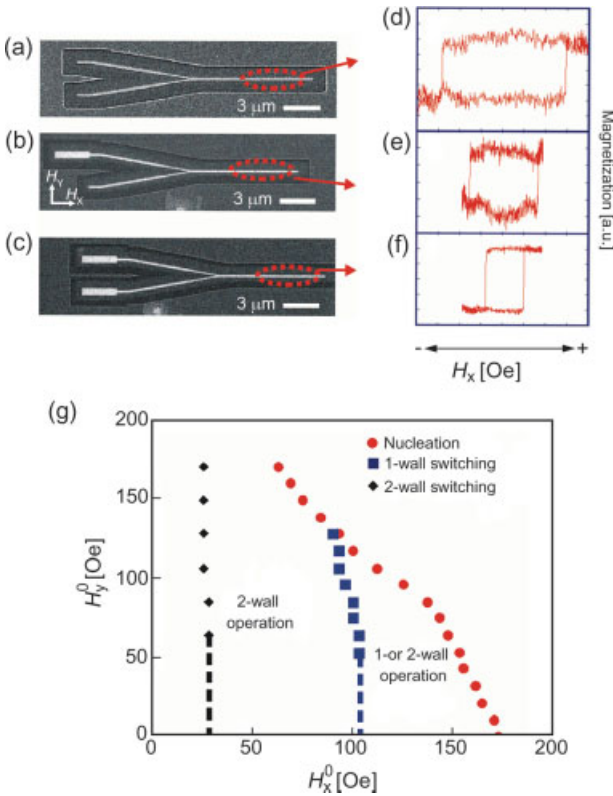 (a)
3 μm
(b)
H_Y
H_X
3 μm
(c)
3 μm
(d)
(e)
(f)
Magnetization [a.u.]
- +
H_x [Oe]
(g)
200
150
100
50
0
H_y^0 [Oe]
Nucleation
1-wall switching
2-wall switching
2-wall
operation
1-or 2-wall
operation
0 50 100 150 200
H_x^0 [Oe]